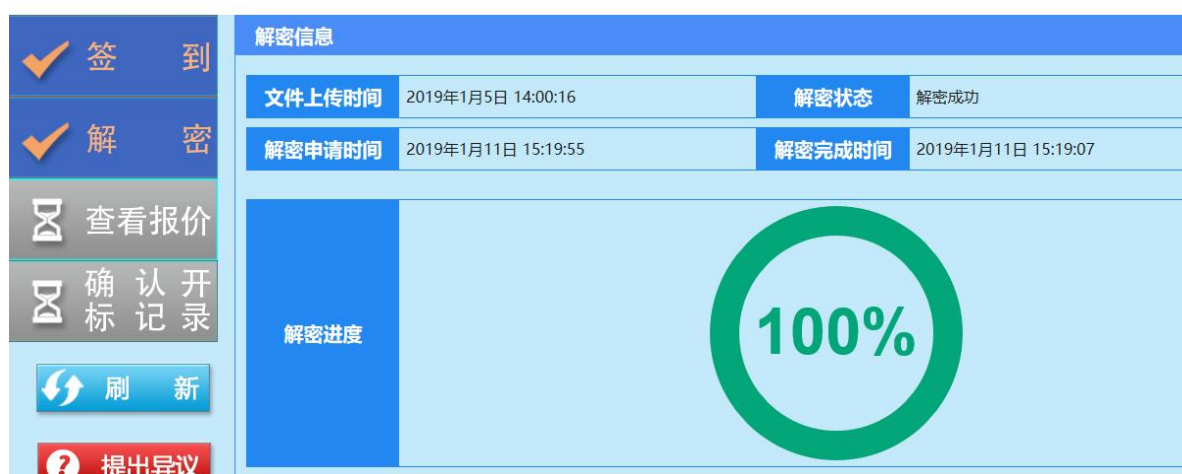 签到
解密
查看报价
确认开
标记录
刷新
提出异议
解密信息
文件上传时间 2019年1月5日 14:00:16 解密状态 解密成功
解密申请时间 2019年1月11日 15:19:55 解密完成时间 2019年1月11日 15:19:07
解密进度 100%